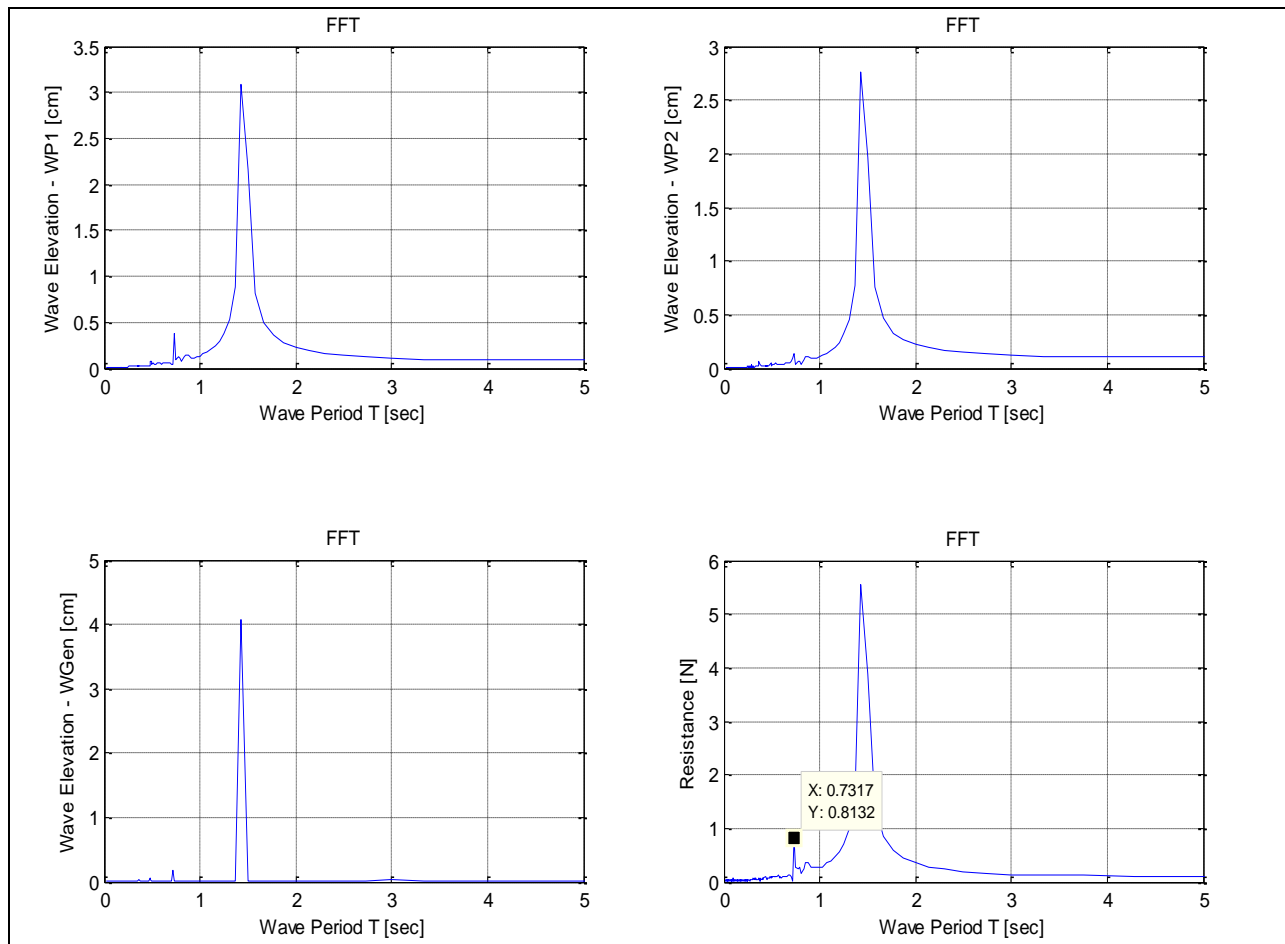 FFT
3.5
3
2.5
2
1.5
1
0.5
0
0 1 2 3 4 5
Wave Elevation - WP1 [cm]
Wave Period T [sec]
FFT
3
2.5
2
1.5
1
0.5
0
0 1 2 3 4 5
Wave Elevation - WP2 [cm]
Wave Period T [sec]
FFT
5
4
3
2
1
0
0 1 2 3 4 5
Wave Elevation - WGen [cm]
Wave Period T [sec]
FFT
6
5
4
3
2
1
0
0 1 2 3 4 5
Resistance [N]
X: 0.7317
Y: 0.8132
Wave Period T [sec]